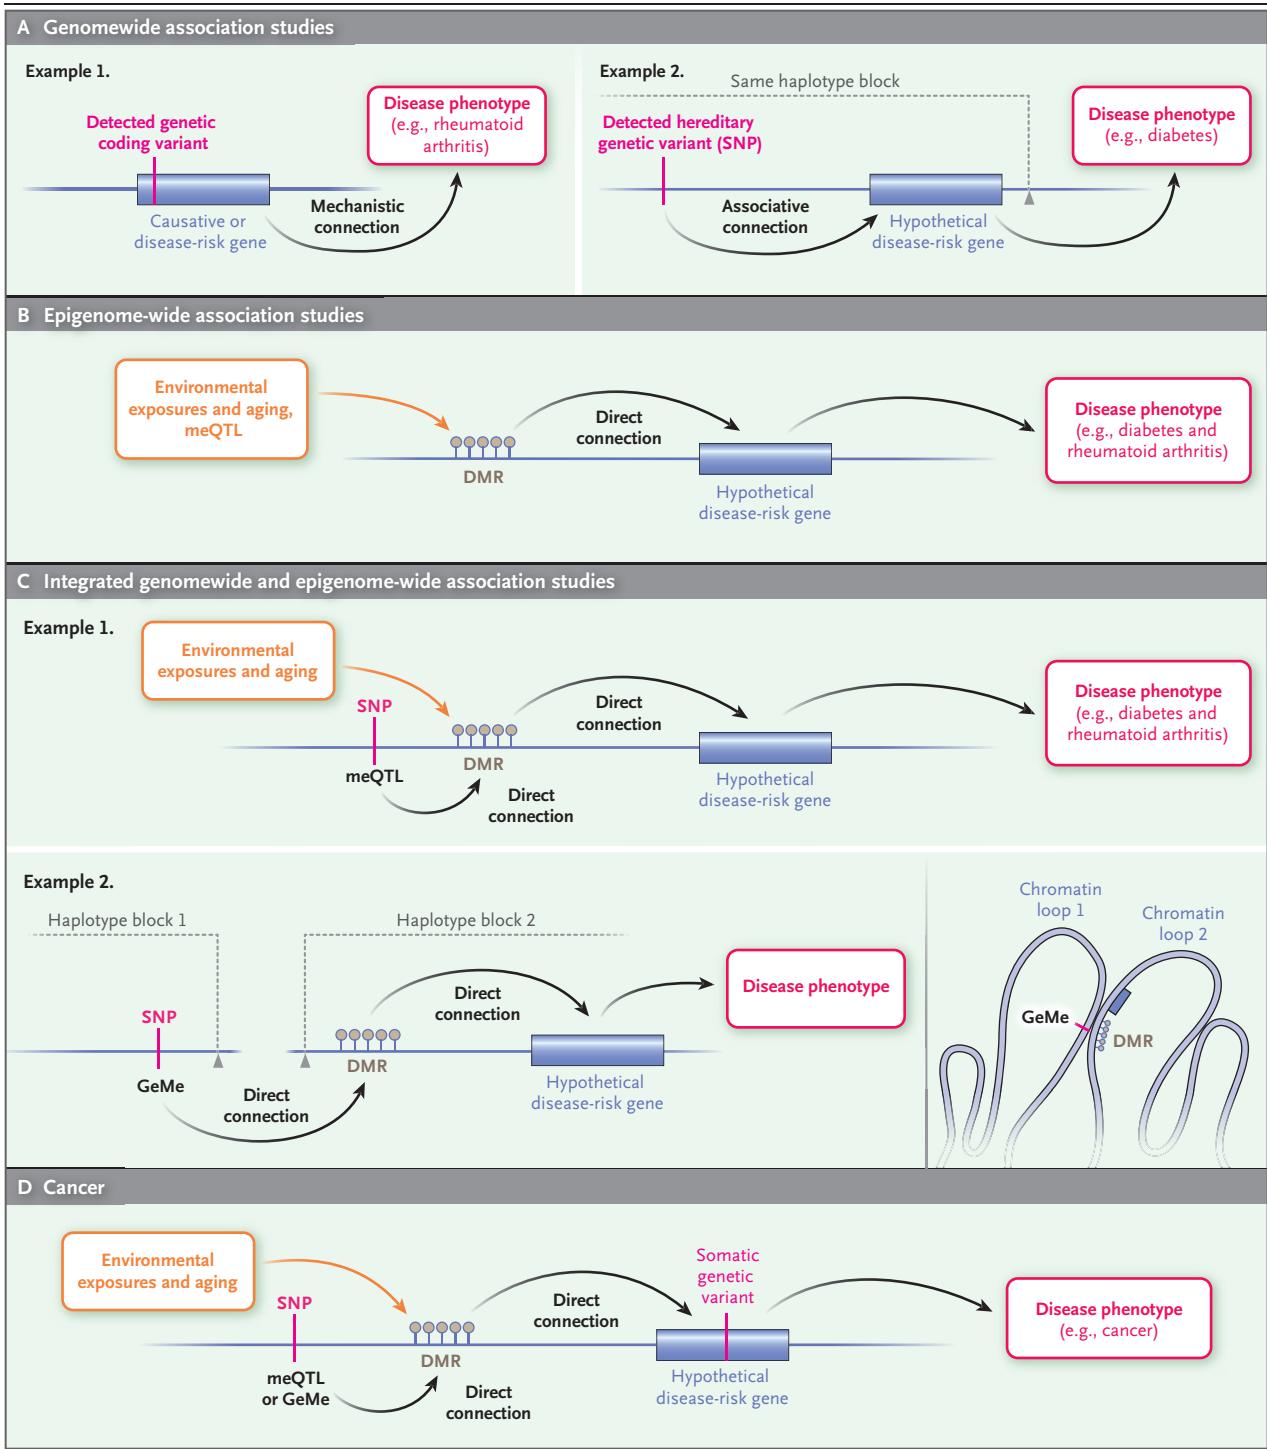 A Genomewide association studies
Example 1.
Detected genetic
coding variant
Disease phenotype
(e.g., rheumatoid
arthritis)
Causative or
disease-risk gene
Mechanistic
connection
Example 2.
Same haplotype block
Detected hereditary
genetic variant (SNP)
Associative
connection
Hypothetical
disease-risk gene
Disease phenotype
(e.g., diabetes)
B Epigenome-wide association studies
Environmental
exposures and aging,
meQTL
DMR
Direct
connection
Hypothetical
disease-risk gene
Disease phenotype
(e.g., diabetes and
rheumatoid arthritis)
C Integrated genomewide and epigenome-wide association studies
Example 1.
Environmental
exposures and aging
SNP
meQTL
DMR
Direct
connection
Direct
connection
Hypothetical
disease-risk gene
Disease phenotype
(e.g., diabetes and
rheumatoid arthritis)
Example 2.
Haplotype block 1
Haplotype block 2
SNP
GeMe
Direct
connection
DMR
Direct
connection
Hypothetical
disease-risk gene
Disease phenotype
Chromatin
loop 1
Chromatin
loop 2
GeMe
DMR
D Cancer
Environmental
exposures and aging
SNP
meQTL
or GeMe
DMR
Direct
connection
Direct
connection
Somatic
genetic
variant
Hypothetical
disease-risk gene
Disease phenotype
(e.g., cancer)